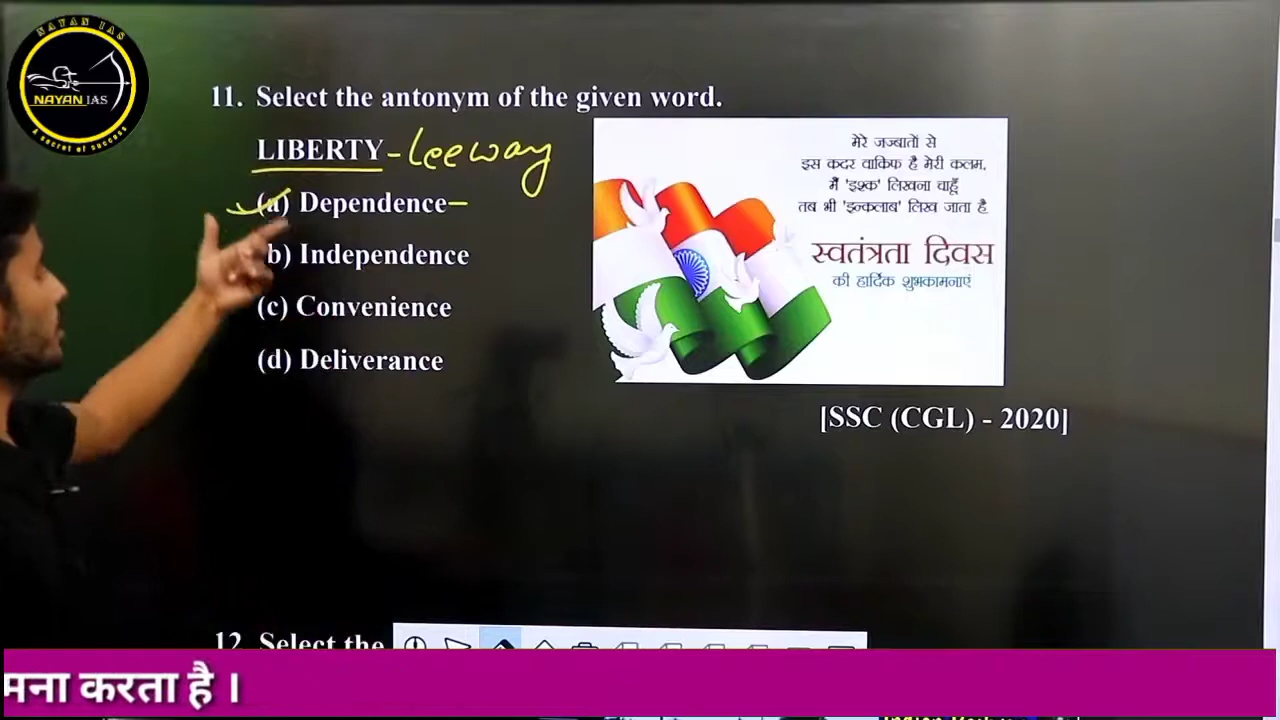 NAYAN IAS
NAYAN IAS
A secret of success
11. Select the antonym of the given word.
LIBERTY - Leeway
(a) Dependence
(b) Independence
(c) Convenience
(d) Deliverance
मेरे जज्बातों से
इस कदर वाकिफ है मेरी कलम,
मैं 'इश्क' लिखना चाहूँ
तब भी 'इन्कलाब' लिख जाता है.
स्वतंत्रता दिवस
की हार्दिक शुभकामनाएं
[SSC (CGL) - 2020]
12. Select the
मना करता है ।